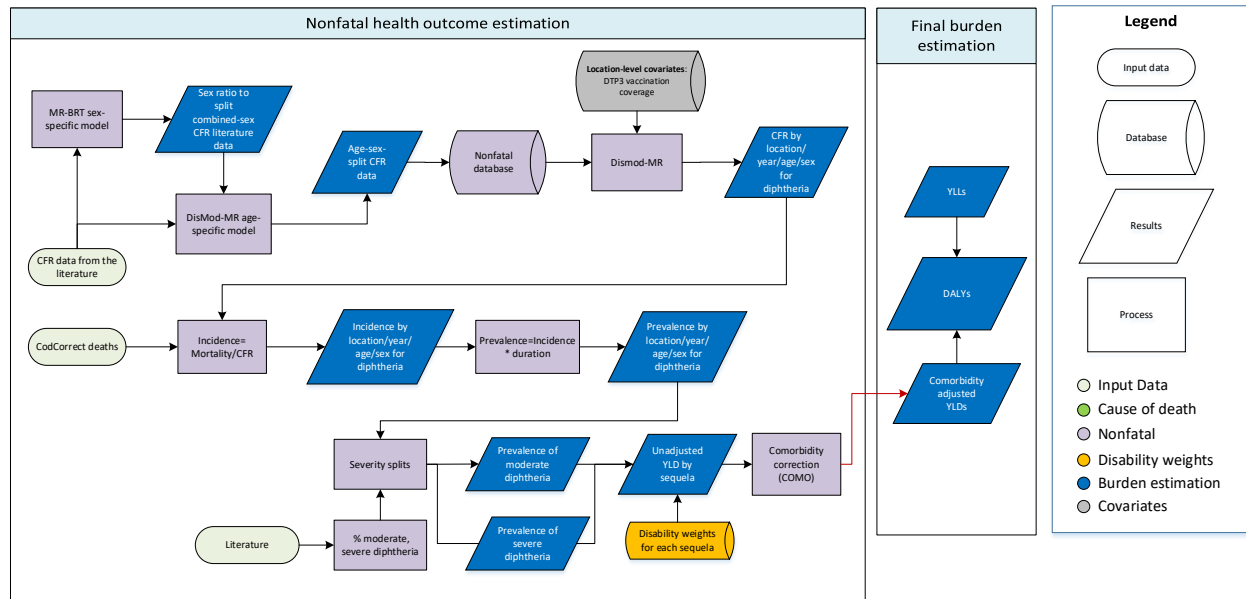 Nonfatal health outcome estimation
Final burden
estimation
Legend
Input data
Database
Results
Process
Input Data
Cause of death
Nonfatal
Disability weights
Burden estimation
Covariates
MR-BRT sex-
specific model
Sex ratio to
split
combined-sex
CFR literature
data
Age-sex-
split CFR
data
Nonfatal
database
Location-level covariates:
DTP3 vaccination
coverage
Dismod-MR
CFR by
location/
year/age/sex
for
diphtheria
DisMod-MR age-
specific model
CFR data from the
literature
CodCorrect deaths
Incidence=
Mortality/CFR
Incidence by
location/year/
age/sex for
diphtheria
Prevalence=Incidence
* duration
Prevalence by
location/year/
age/sex for
diphtheria
Severity splits
Prevalence of
moderate
diphtheria
Unadjusted
YLD by
sequela
Comorbidity
correction
(COMO)
Literature
% moderate,
severe diphtheria
Prevalence of
severe
diphtheria
Disability weights
for each sequela
YLLs
DALYs
Comorbidity
adjusted
YLDs